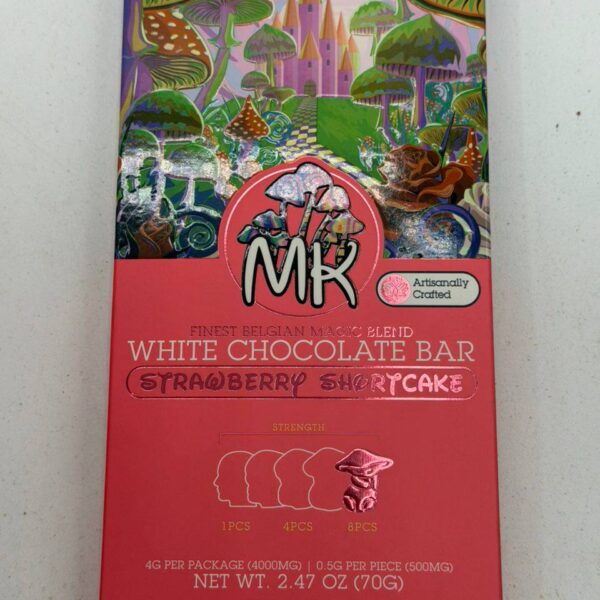 MK
Artisanally
Crafted
FINEST BELGIAN MAGIC BLEND
WHITE CHOCOLATE BAR
STRAWBERRY SHORTCAKE
STRENGTH
1PCS 4PCS 8PCS
4G PER PACKAGE (4000MG) | 0.5G PER PIECE (500MG)
NET WT. 2.47 OZ (70G)